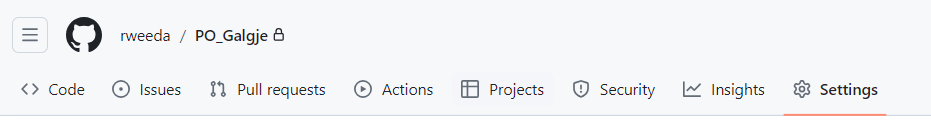 rweeda / PO_Galgje
Code Issues Pull requests Actions Projects Security Insights Settings